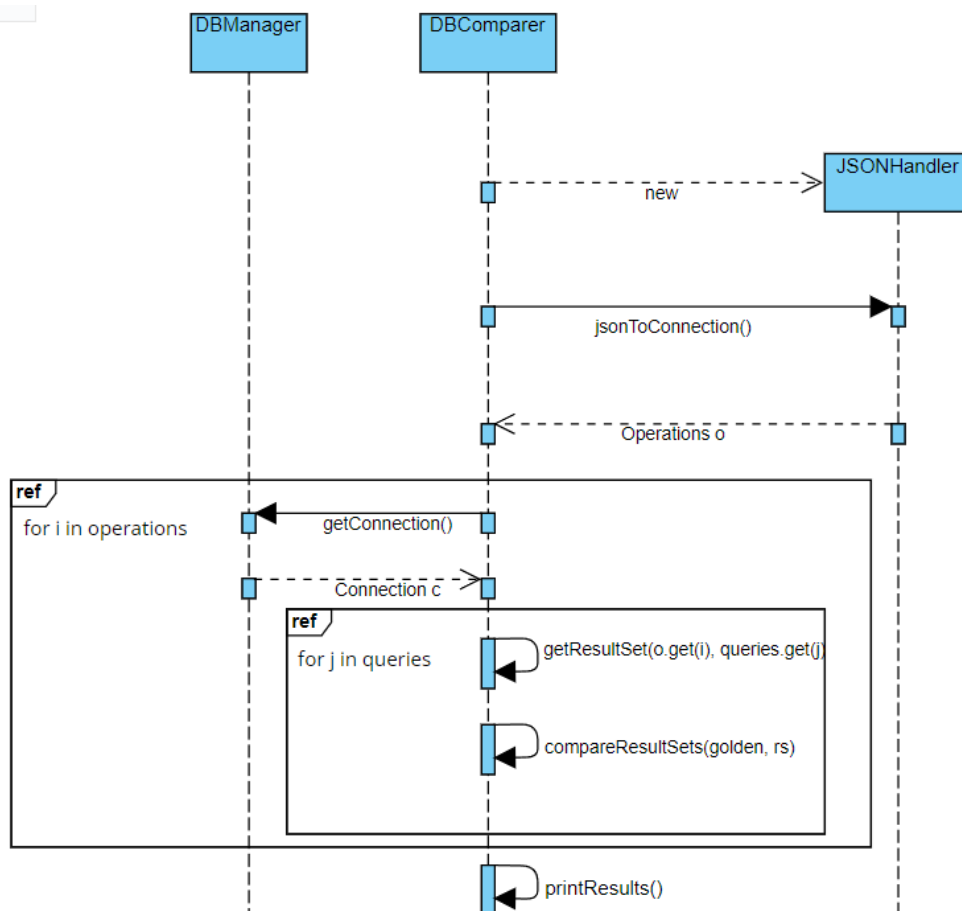 DBManager
DBComparer
JSONHandler
new
jsonToConnection()
Operations o
ref
for i in operations
getConnection()
Connection c
ref
for j in queries
getResultSet(o.get(i), queries.get(j)
compareResultSets(golden, rs)
printResults()